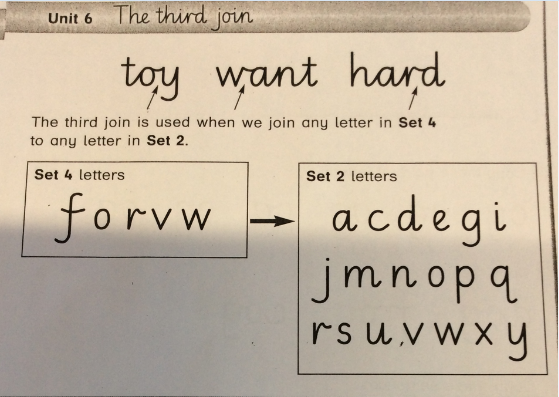 Unit 6 The third join
toy want hard
The third join is used when we join any letter in Set 4
to any letter in Set 2.
Set 4 letters
f o r v w
Set 2 letters
a c d e g i
j m n o p q
r s u v w x y